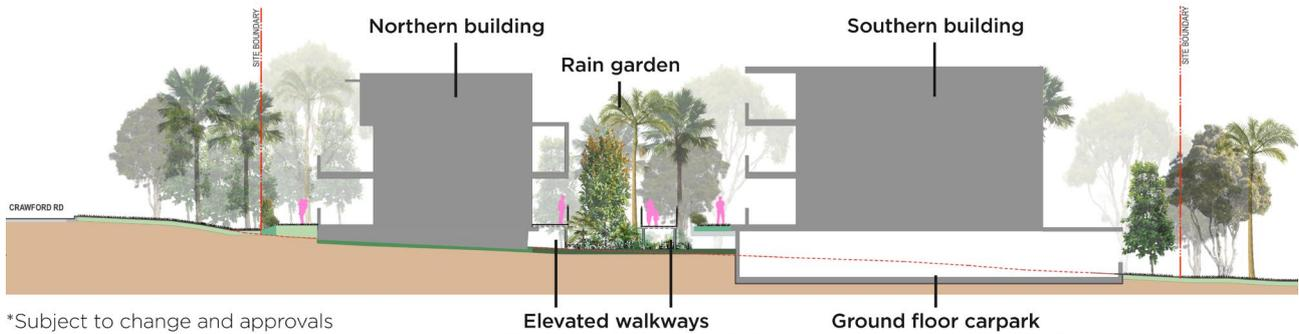 SITE BOUNDARY
Northern building
Rain garden
Southern building
SITE BOUNDARY
CRAWFORD RD
*Subject to change and approvals
Elevated walkways
Ground floor carpark